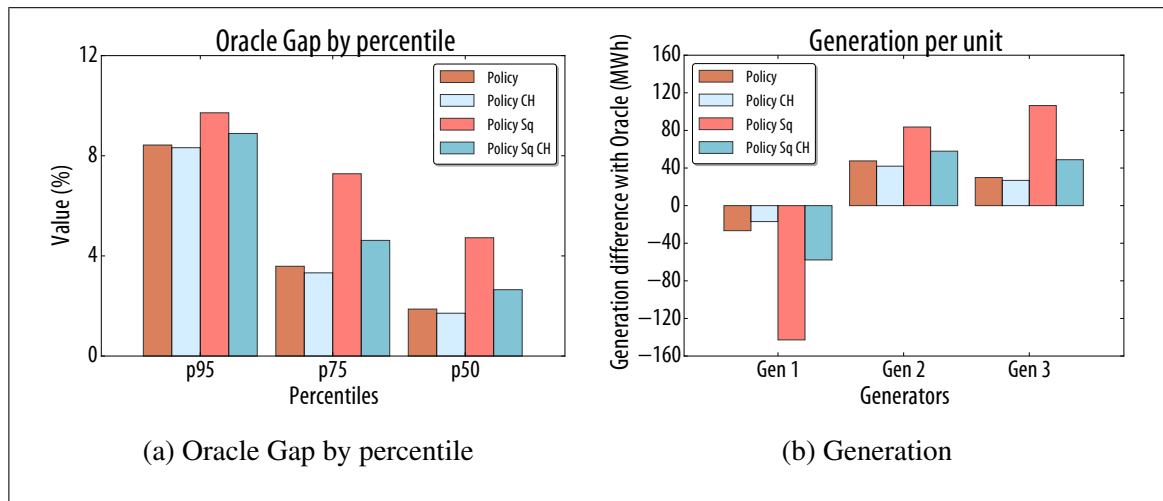 Oracle Gap by percentile
12
8
4
0
Value (%)
Policy
Policy CH
Policy Sq
Policy Sq CH
p95 p75 p50
Percentiles
(a) Oracle Gap by percentile
Generation per unit
160
120
80
40
0
−40
−80
−120
−160
Generation difference with Oracle (MWh)
Policy
Policy CH
Policy Sq
Policy Sq CH
Gen 1 Gen 2 Gen 3
Generators
(b) Generation